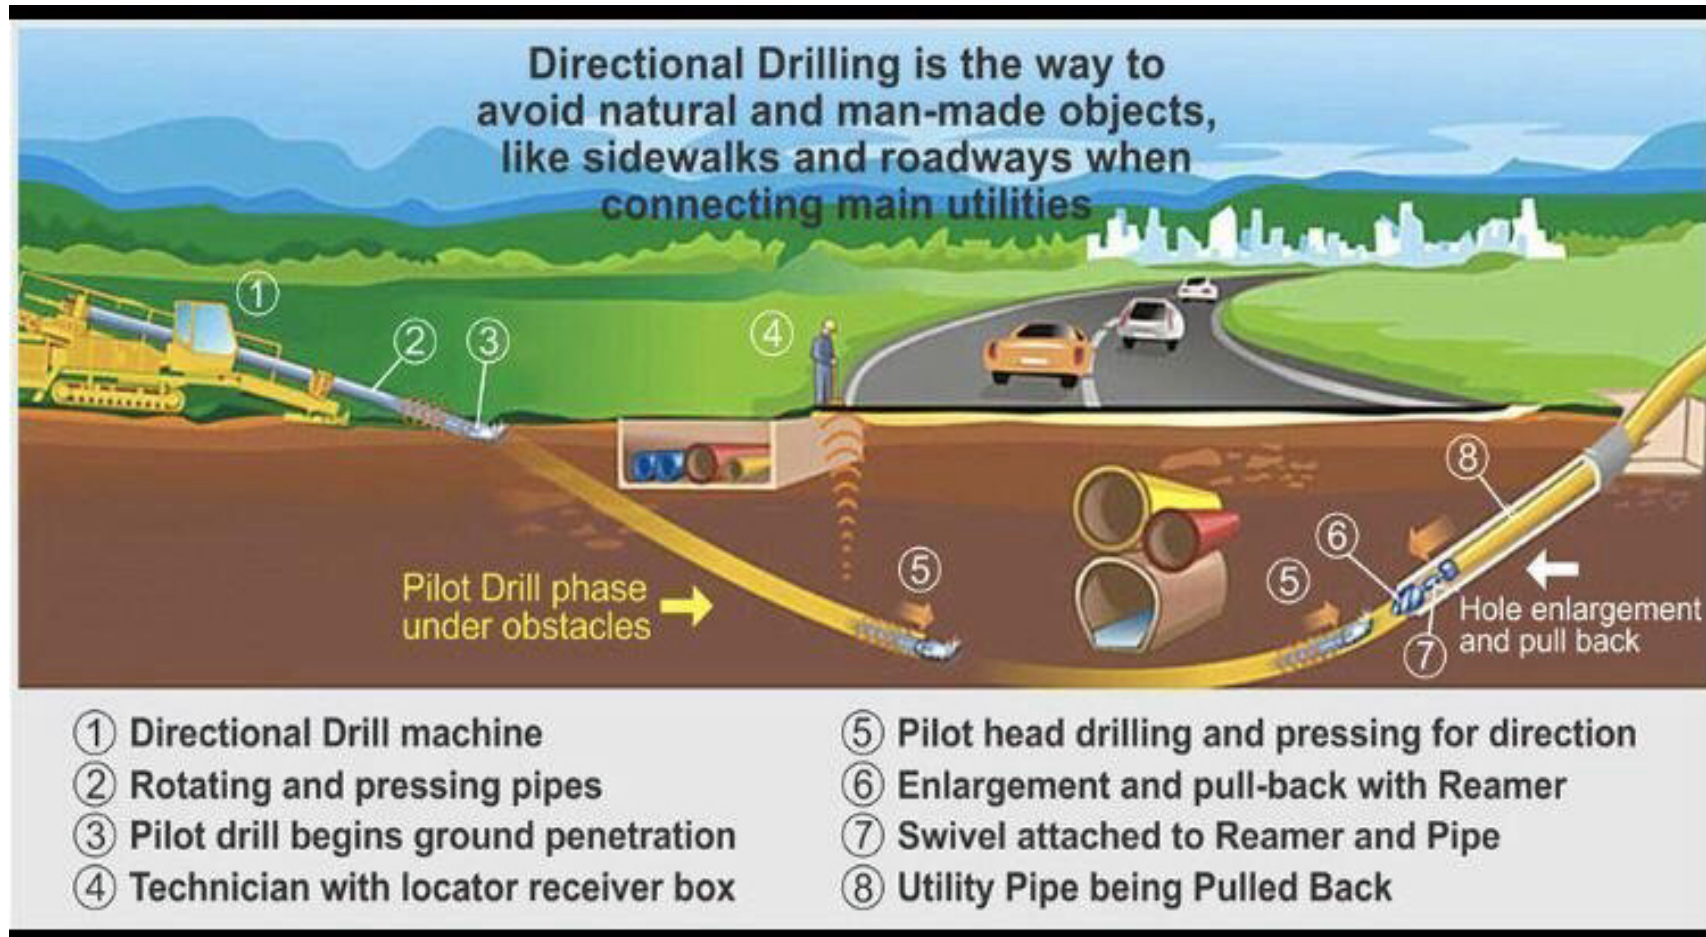 Directional Drilling is the way to
avoid natural and man-made objects,
like sidewalks and roadways when
connecting main utilities
①
② ③
④
⑧
⑥
⑤
⑤
Pilot Drill phase
under obstacles
Hole enlargement
and pull back
⑦
① Directional Drill machine
② Rotating and pressing pipes
③ Pilot drill begins ground penetration
④ Technician with locator receiver box
⑤ Pilot head drilling and pressing for direction
⑥ Enlargement and pull-back with Reamer
⑦ Swivel attached to Reamer and Pipe
⑧ Utility Pipe being Pulled Back